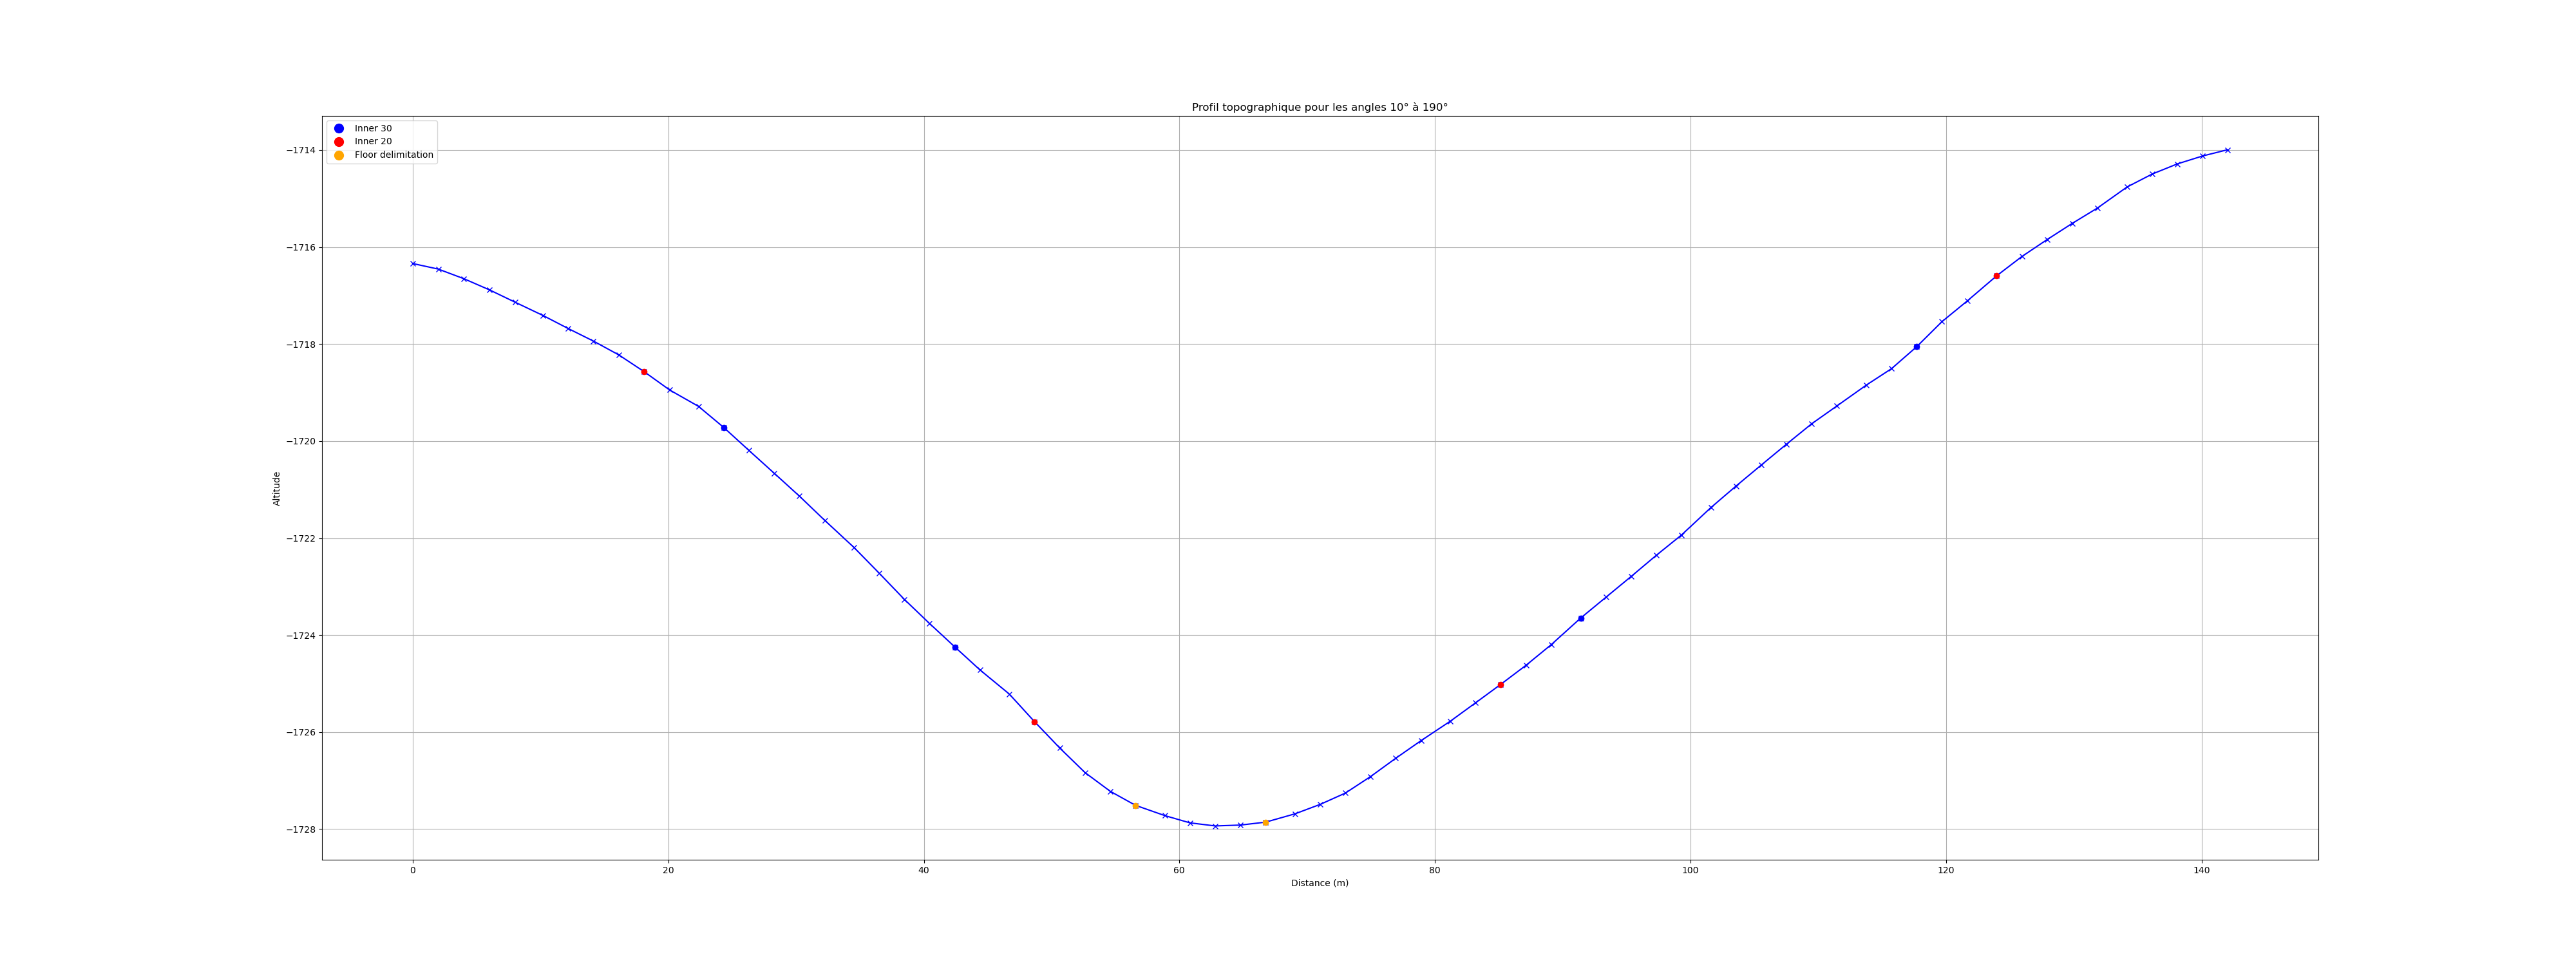 Profil topographique pour les angles 10° à 190°
Inner 30
Inner 20
Floor delimitation
−1714
−1716
−1718
−1720
−1722
−1724
−1726
−1728
Altitude
0 20 40 60 80 100 120 140
Distance (m)